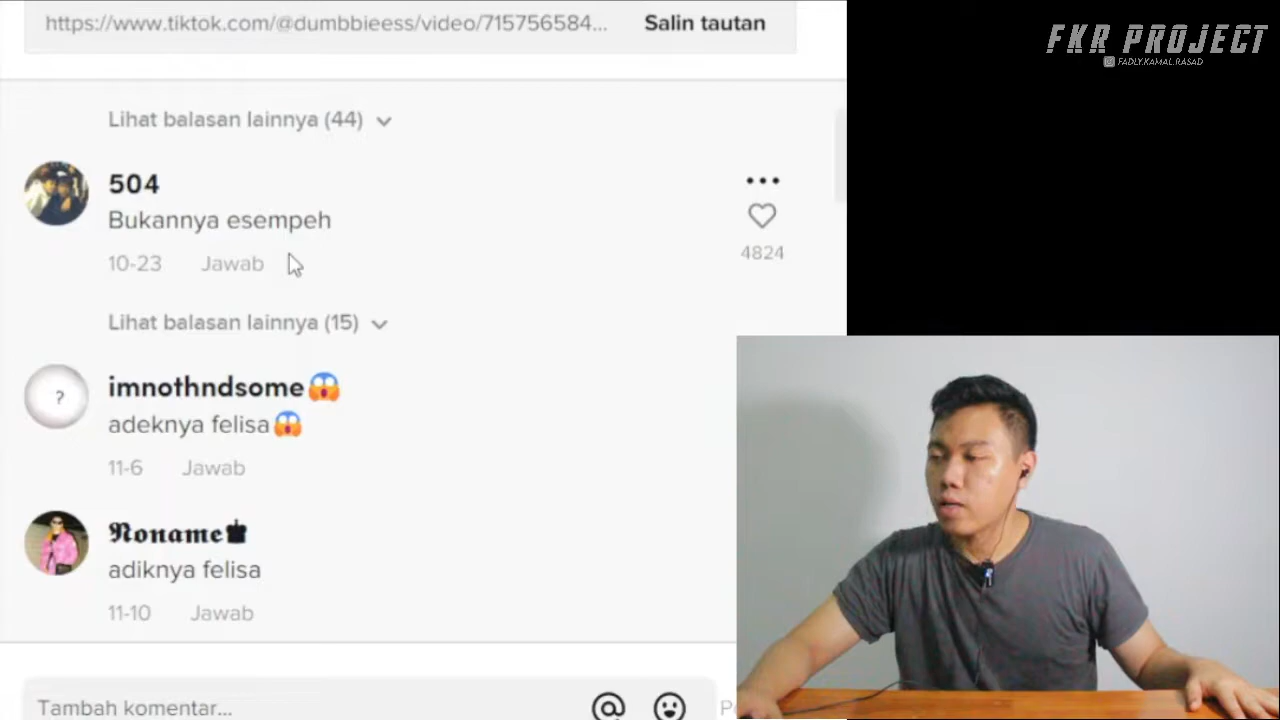 https://www.tiktok.com/@dumbbieess/video/715756584...
Salin tautan
FKR PROJECT
FADLY.KAMAL.RASAD
Lihat balasan lainnya (44)
504
Bukannya esempeh
10-23 Jawab
4824
Lihat balasan lainnya (15)
?
imnothndsome😱
adeknya felisa😱
11-6 Jawab
𝕹𝖔𝖓𝖆𝖒𝖊
adiknya felisa
11-10 Jawab
Tambah komentar...